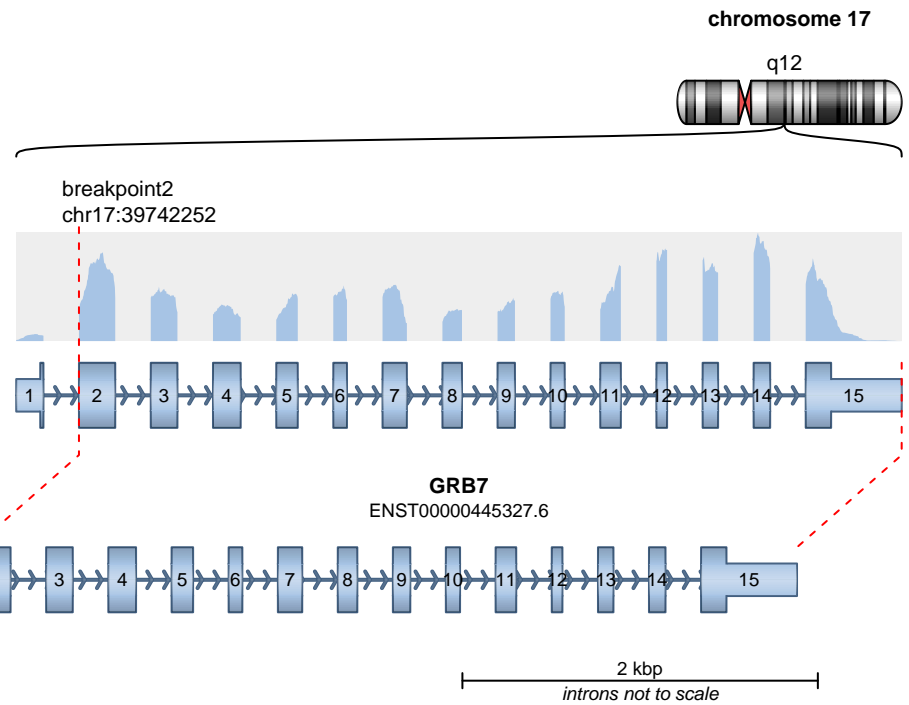 chromosome 17
q12
breakpoint2
chr17:39742252
1 2 3 4 5 6 7 8 9 10 11 12 13 14 15
GRB7
ENST00000445327.6
3 4 5 6 7 8 9 10 11 12 13 14 15
2 kbp
introns not to scale